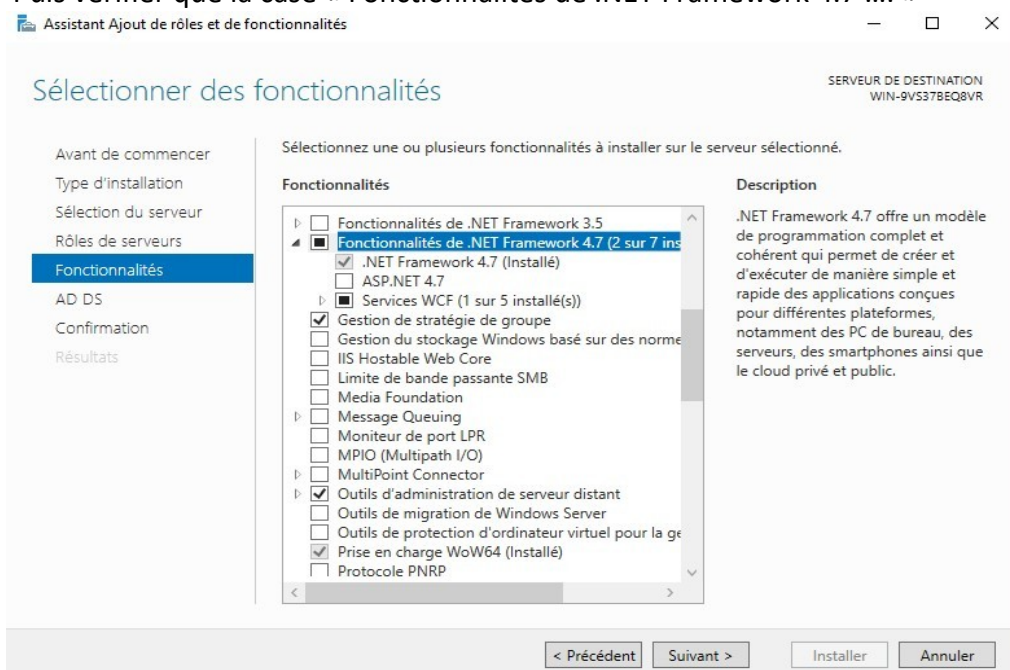 Puis vérifier que la case « Fonctionnalités de .NET Framework 4.7 …. »
Assistant Ajout de rôles et de fonctionnalités
Sélectionner des fonctionnalités
SERVEUR DE DESTINATION
WIN-9VS37BEQ8VR
Avant de commencer
Type d'installation
Sélection du serveur
Rôles de serveurs
Fonctionnalités
AD DS
Confirmation
Résultats
Sélectionnez une ou plusieurs fonctionnalités à installer sur le serveur sélectionné.
Fonctionnalités
Fonctionnalités de .NET Framework 3.5
Fonctionnalités de .NET Framework 4.7 (2 sur 7 ins
.NET Framework 4.7 (Installé)
ASP.NET 4.7
Services WCF (1 sur 5 installé(s))
Gestion de stratégie de groupe
Gestion du stockage Windows basé sur des norme
IIS Hostable Web Core
Limite de bande passante SMB
Media Foundation
Message Queuing
Moniteur de port LPR
MPIO (Multipath I/O)
MultiPoint Connector
Outils d'administration de serveur distant
Outils de migration de Windows Server
Outils de protection d'ordinateur virtuel pour la ge
Prise en charge WoW64 (Installé)
Protocole PNRP
Description
.NET Framework 4.7 offre un modèle
de programmation complet et
cohérent qui permet de créer et
d'exécuter de manière simple et
rapide des applications conçues
pour différentes plateformes,
notamment des PC de bureau, des
serveurs, des smartphones ainsi que
le cloud privé et public.
< Précédent
Suivant >
Installer
Annuler